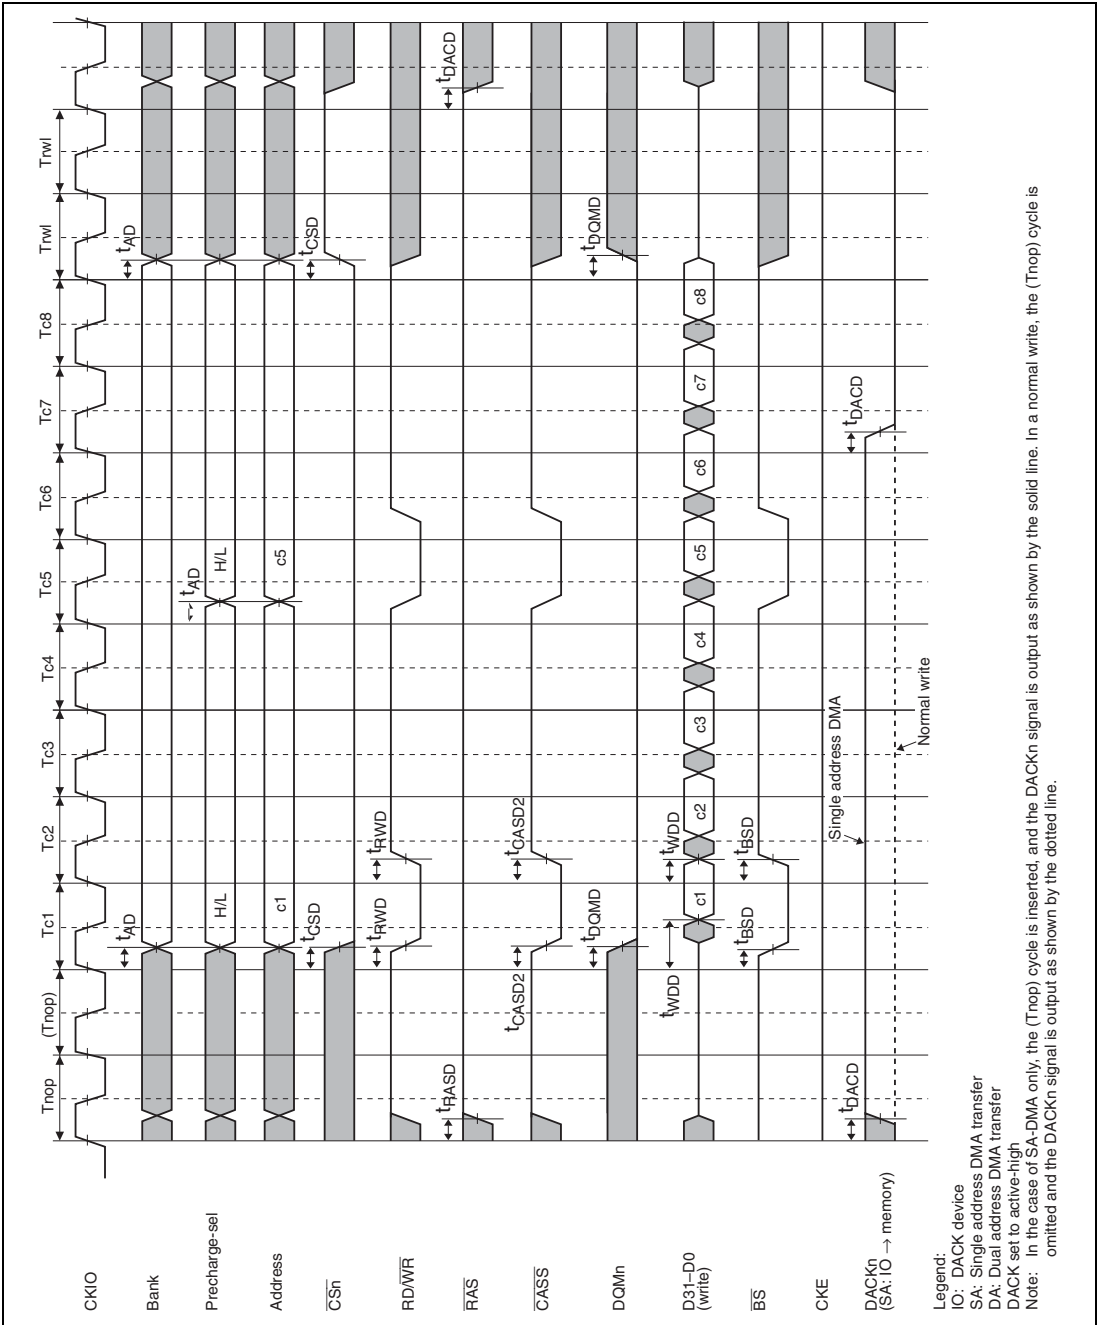 Tnop (Tnop) Tc1 Tc2 Tc3 Tc4 Tc5 Tc6 Tc7 Tc8 Trwl Trwl
CKIO
tAD tAD
Bank
tAD
Precharge-sel H/L H/L
Address c1 c5
tCSD tCSD
CSn
tRWD tRWD
RD/WR
tRASD tDACD
RAS
tCASD2 tCASD2
CASS
tDQMD tDQMD
DQMn
tWDD tWDD
D31–D0
(write)
c1 c2 c3 c4 c5 c6 c7 c8
tBSD tBSD
BS
CKE
Single address DMA
tDACD tDACD
DACKn
(SA: IO → memory)
Normal write
Legend:
IO: DACK device
SA: Single address DMA transfer
DA: Dual address DMA transfer
DACK set to active-high
Note: In the case of SA-DMA only, the (Tnop) cycle is inserted, and the DACKn signal is output as shown by the solid line. In a normal write, the (Tnop) cycle is
omitted and the DACKn signal is output as shown by the dotted line.